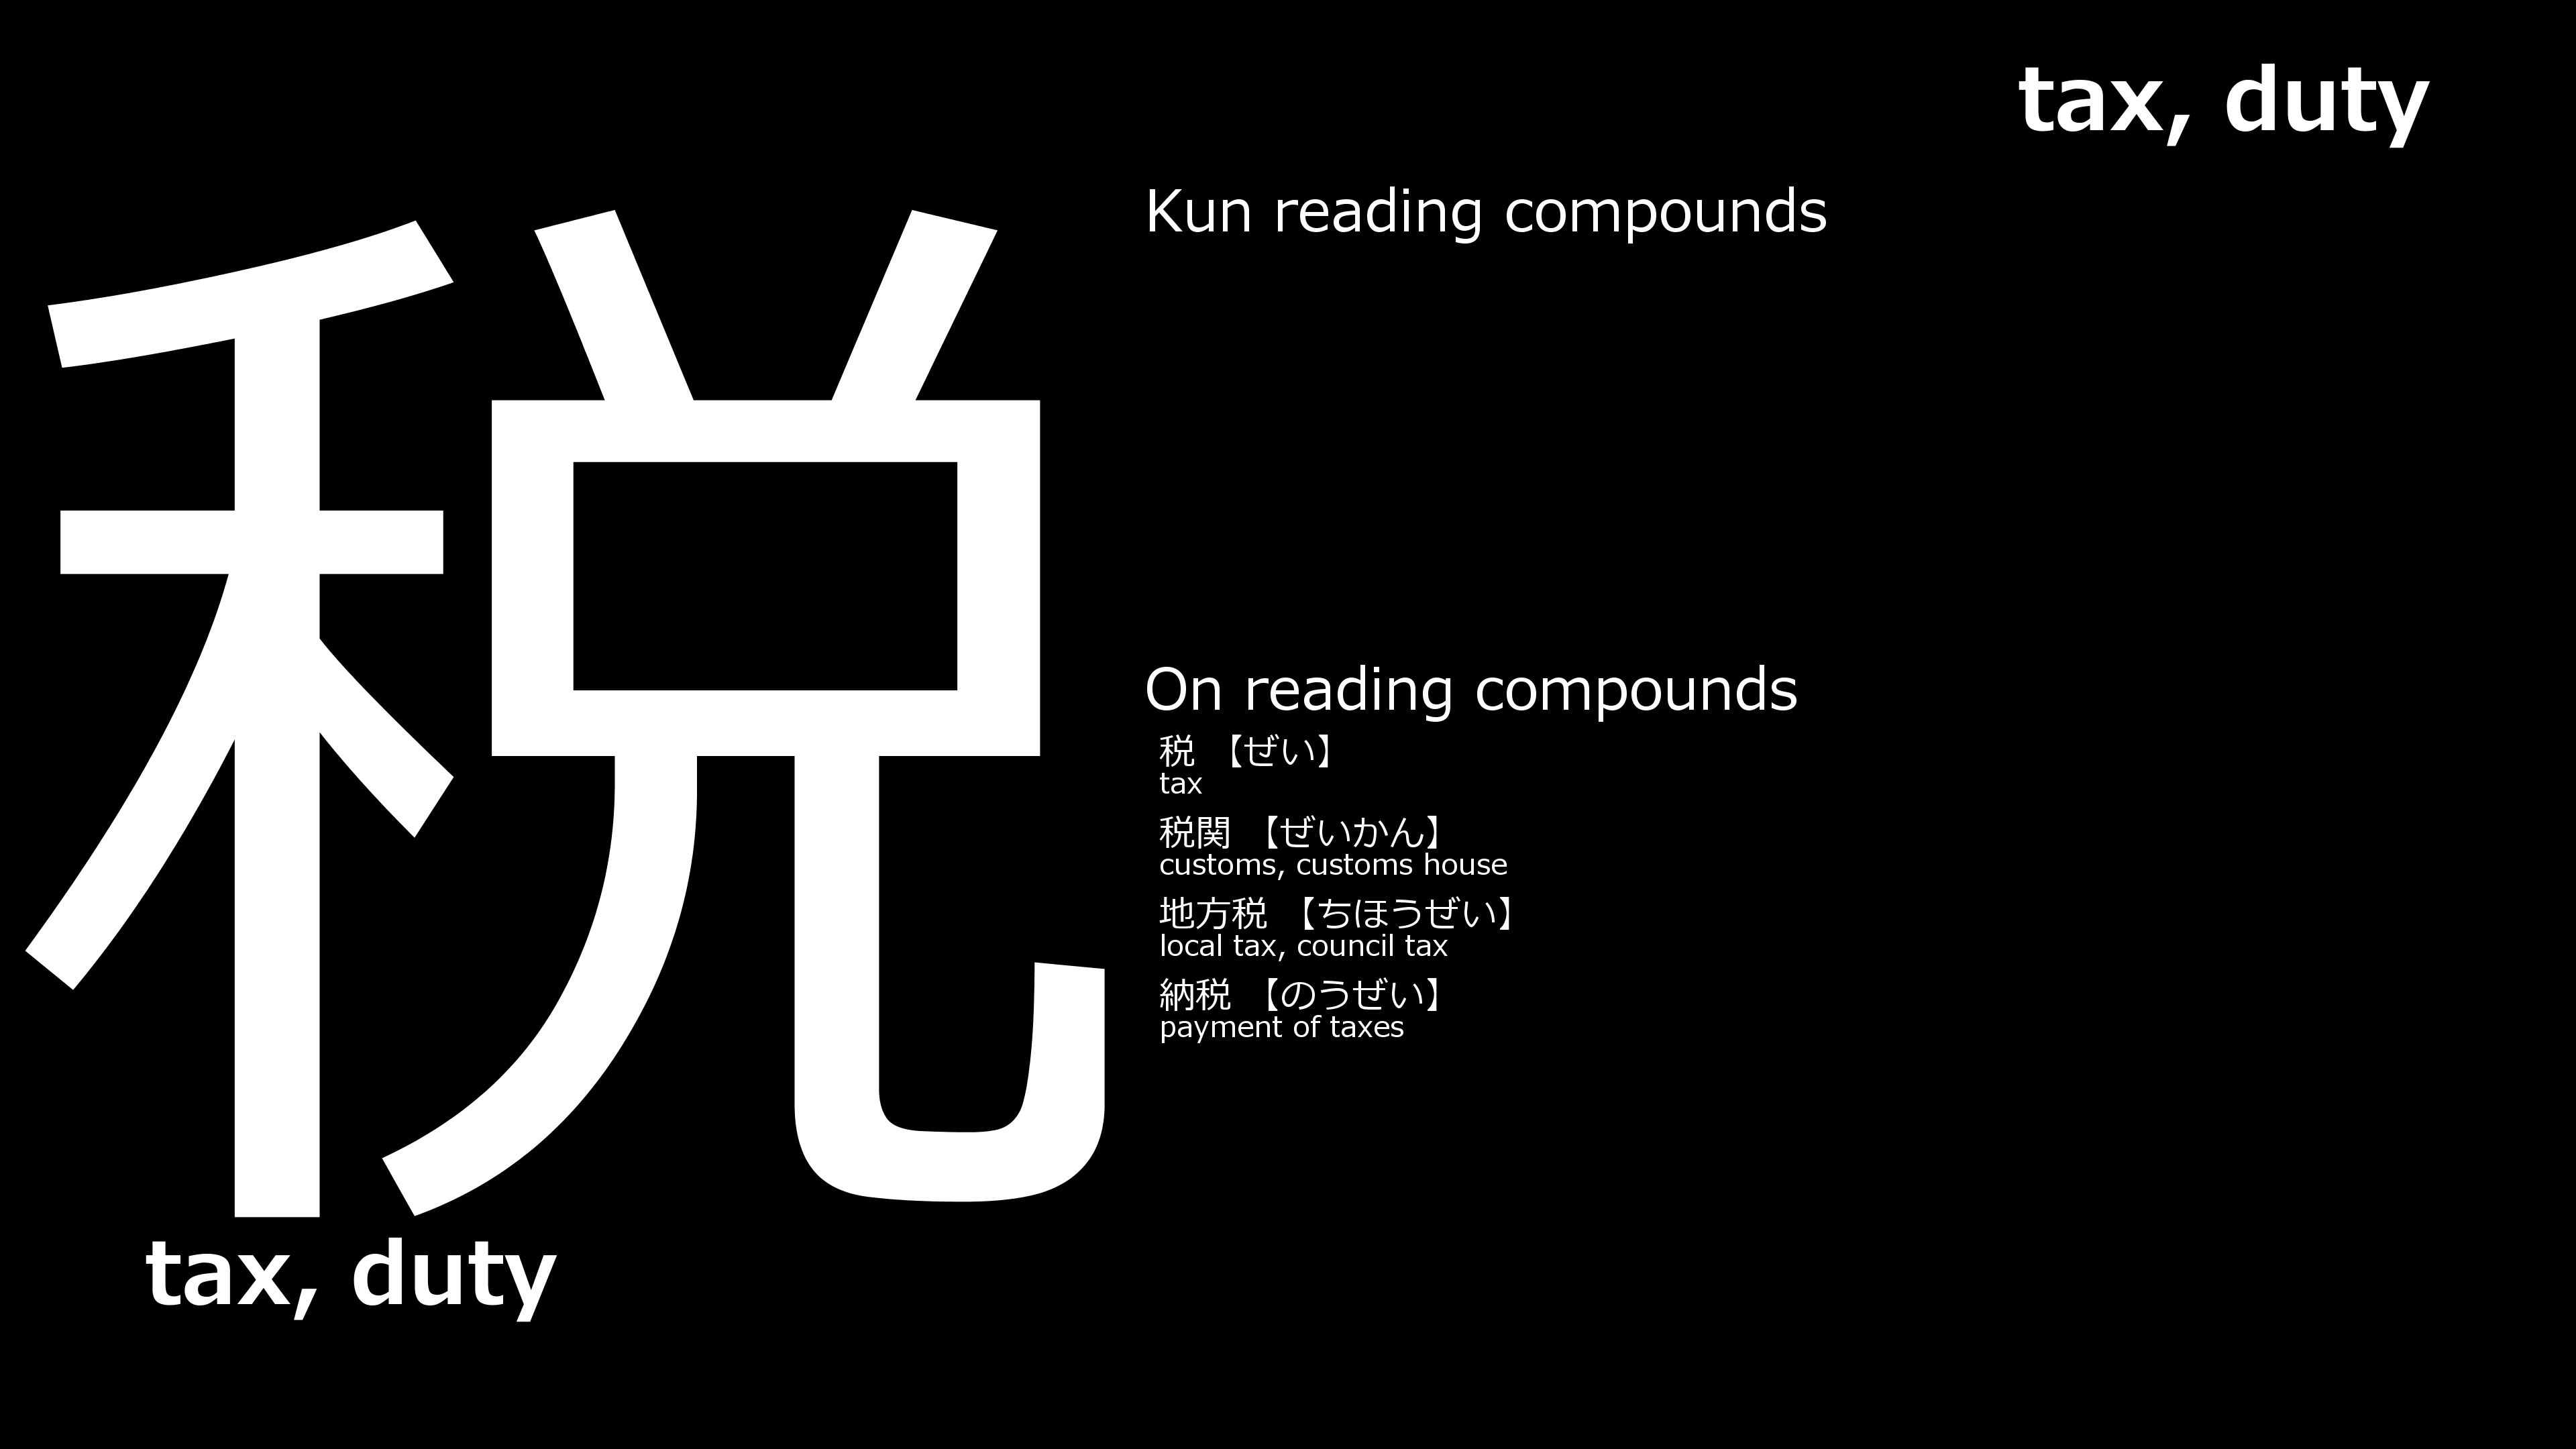 tax, duty
税
Kun reading compounds
On reading compounds
税 【ぜい】
tax
税関 【ぜいかん】
customs, customs house
地方税 【ちほうぜい】
local tax, council tax
納税 【のうぜい】
payment of taxes
tax, duty